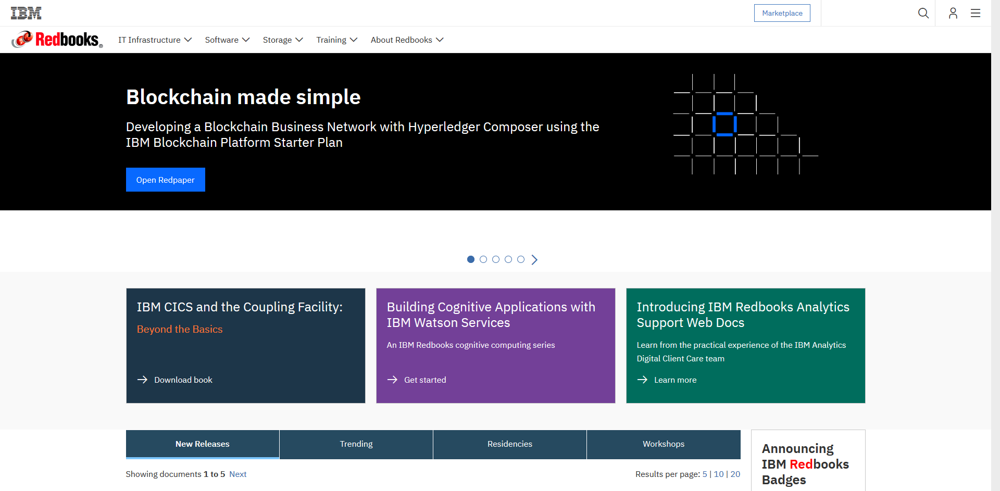 IBM
Marketplace
Redbooks®
IT Infrastructure
Software
Storage
Training
About Redbooks
Blockchain made simple
Developing a Blockchain Business Network with Hyperledger Composer using the
IBM Blockchain Platform Starter Plan
Open Redpaper
IBM CICS and the Coupling Facility:
Beyond the Basics
Download book
Building Cognitive Applications with
IBM Watson Services
An IBM Redbooks cognitive computing series
Get started
Introducing IBM Redbooks Analytics
Support Web Docs
Learn from the practical experience of the IBM Analytics
Digital Client Care team
Learn more
New Releases
Trending
Residencies
Workshops
Showing documents 1 to 5 Next
Results per page: 5 | 10 | 20
Announcing
IBM Redbooks
Badges